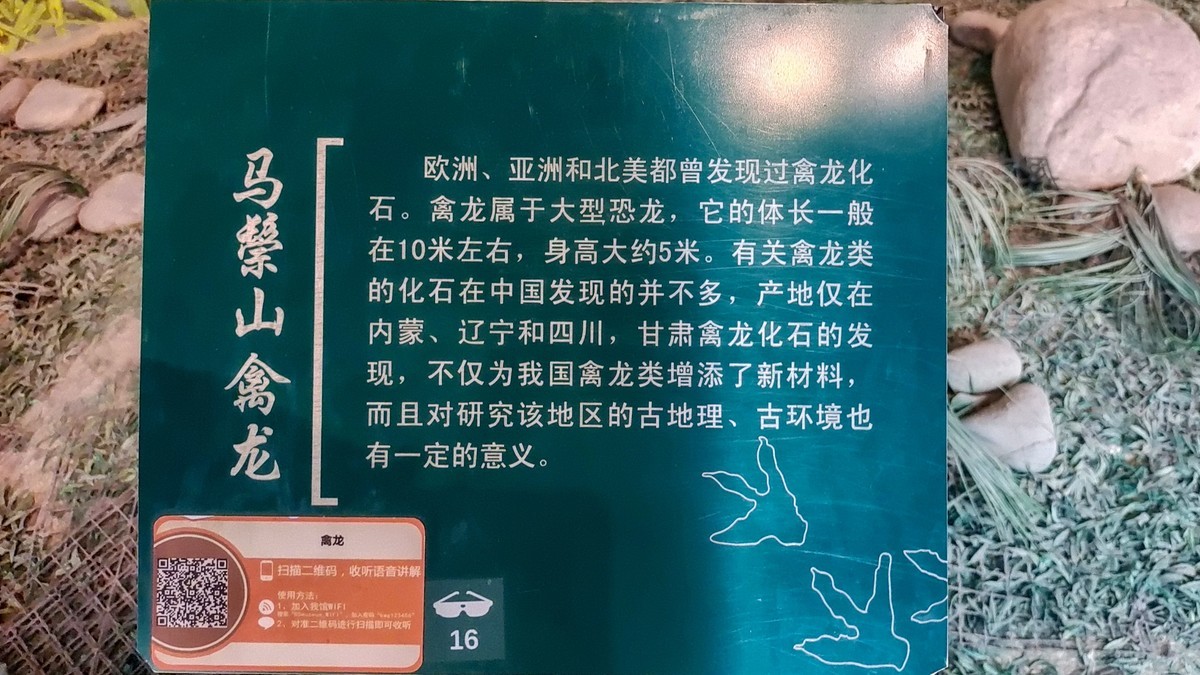 马鬃山禽龙
欧洲、亚洲和北美都曾发现过禽龙化
石。禽龙属于大型恐龙，它的体长一般
在10米左右，身高大约5米。有关禽龙类
的化石在中国发现的并不多，产地仅在
内蒙、辽宁和四川，甘肃禽龙化石的发
现，不仅为我国禽龙类增添了新材料，
而且对研究该地区的古地理、古环境也
有一定的意义。
禽龙
扫描二维码，收听语音讲解
使用方法：
1、加入我馆WIFI
2、对准二维码进行扫描即可收听
16